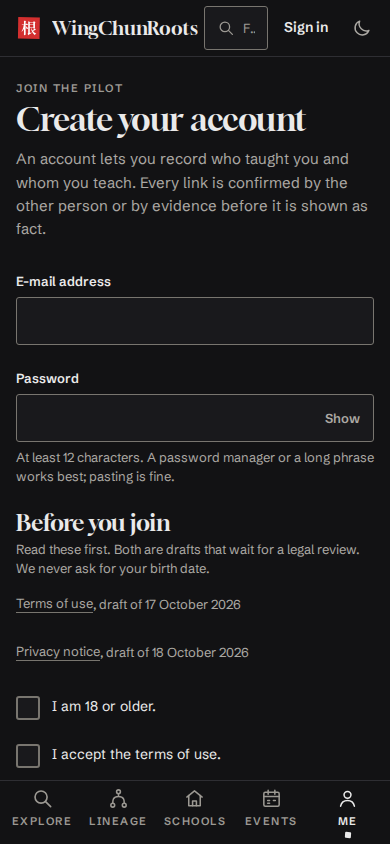 根 WingChunRoots F.. Sign in
JOIN THE PILOT
Create your account
An account lets you record who taught you and
whom you teach. Every link is confirmed by the
other person or by evidence before it is shown as
fact.
E-mail address
Password
Show
At least 12 characters. A password manager or a long phrase
works best; pasting is fine.
Before you join
Read these first. Both are drafts that wait for a legal review.
We never ask for your birth date.
Terms of use, draft of 17 October 2026
Privacy notice, draft of 18 October 2026
I am 18 or older.
I accept the terms of use.
EXPLORE LINEAGE SCHOOLS EVENTS ME